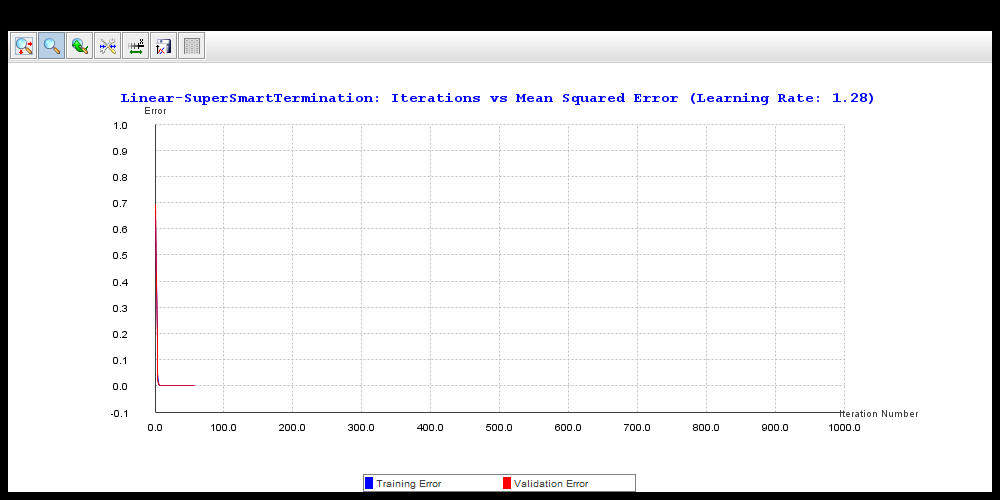 Linear-SuperSmartTermination: Iterations vs Mean Squared Error (Learning Rate: 1.28)
Error
1.0
0.9
0.8
0.7
0.6
0.5
0.4
0.3
0.2
0.1
0.0
-0.1
Iteration Number
0.0 100.0 200.0 300.0 400.0 500.0 600.0 700.0 800.0 900.0 1000.0
Training Error Validation Error